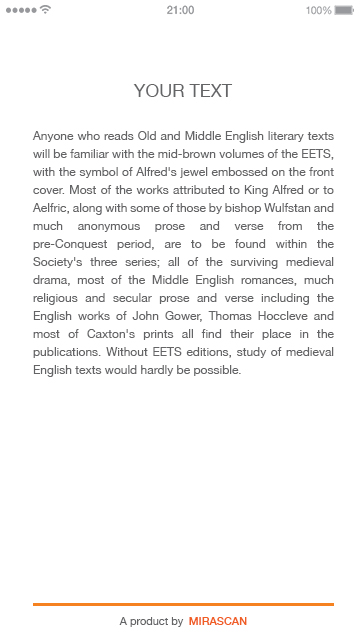 21:00
100%
YOUR TEXT
Anyone who reads Old and Middle English literary texts
will be familiar with the mid-brown volumes of the EETS,
with the symbol of Alfred's jewel embossed on the front
cover. Most of the works attributed to King Alfred or to
Aelfric, along with some of those by bishop Wulfstan and
much anonymous prose and verse from the
pre-Conquest period, are to be found within the
Society's three series; all of the surviving medieval
drama, most of the Middle English romances, much
religious and secular prose and verse including the
English works of John Gower, Thomas Hoccleve and
most of Caxton's prints all find their place in the
publications. Without EETS editions, study of medieval
English texts would hardly be possible.
A product by MIRASCAN